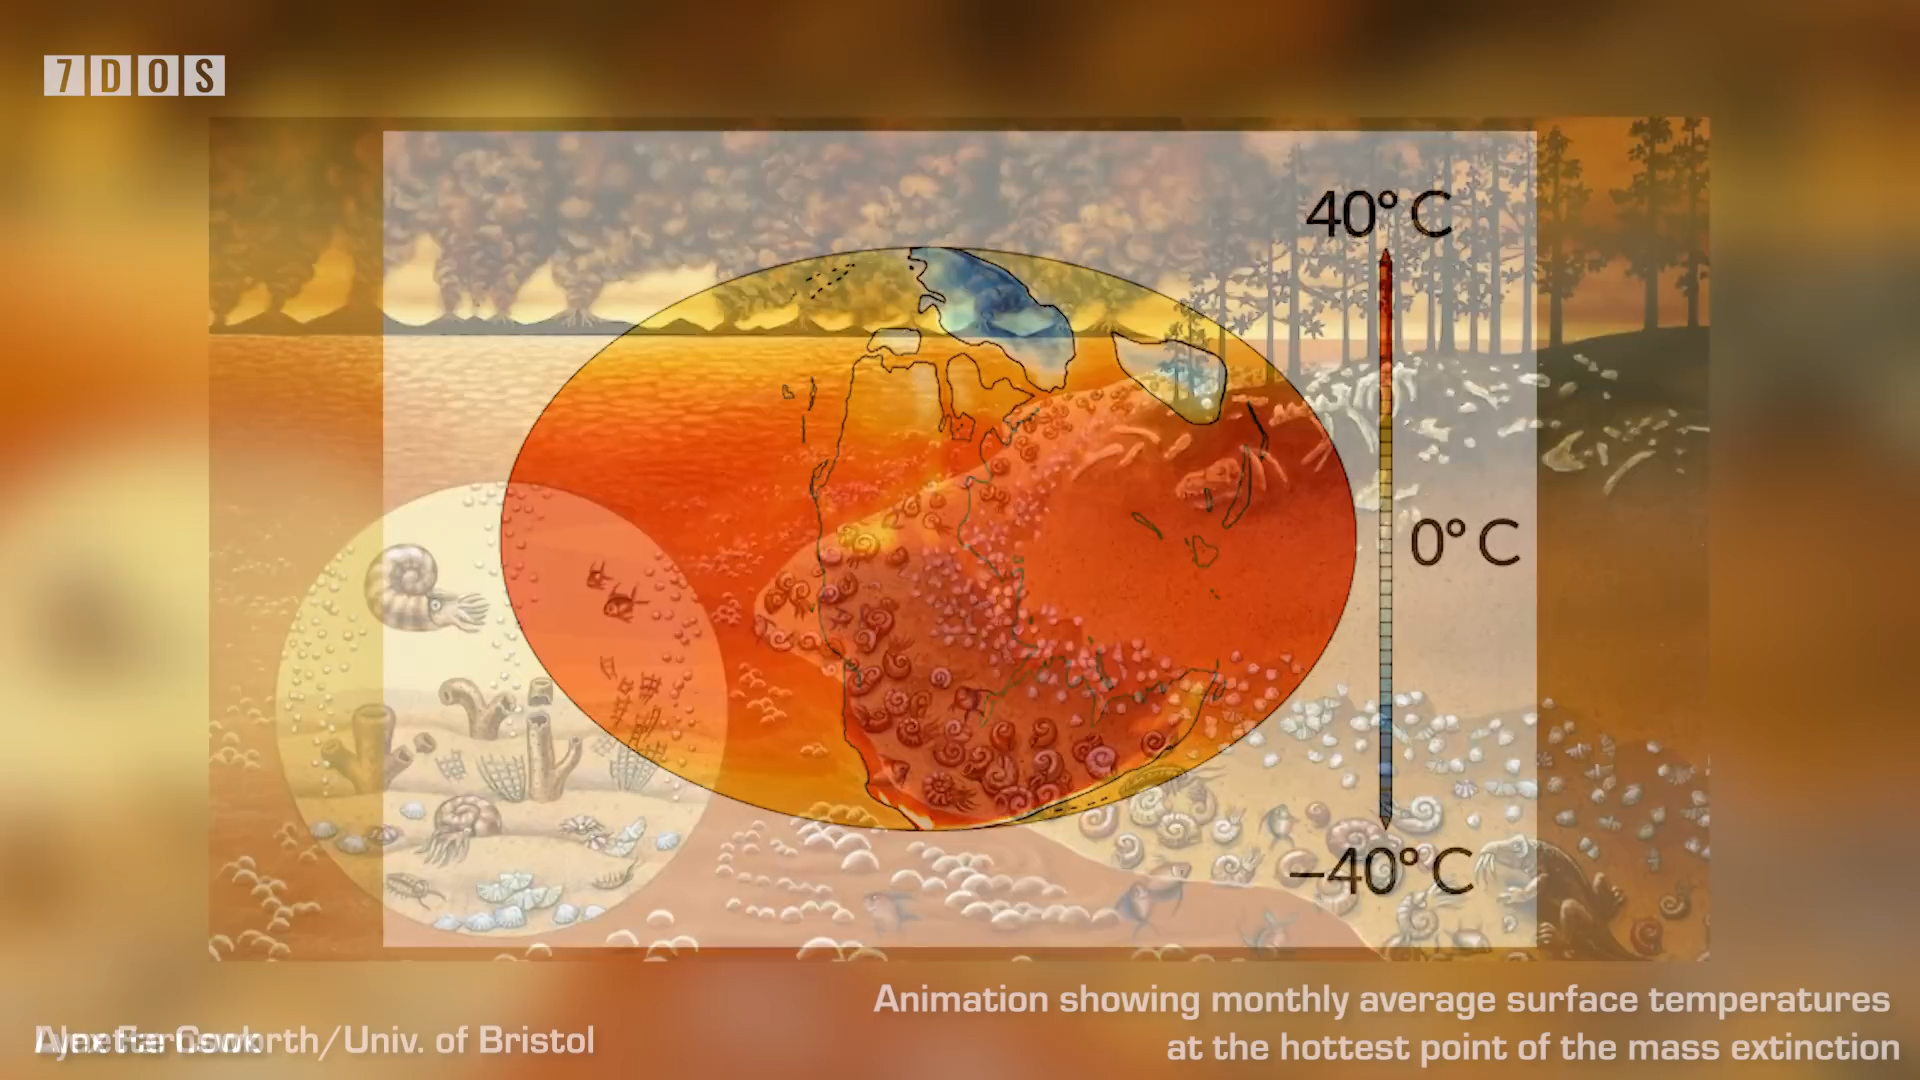 7DOS
40° C
0° C
–40° C
/Univ. of Bristol
Animation showing monthly average surface temperatures
at the hottest point of the mass extinction